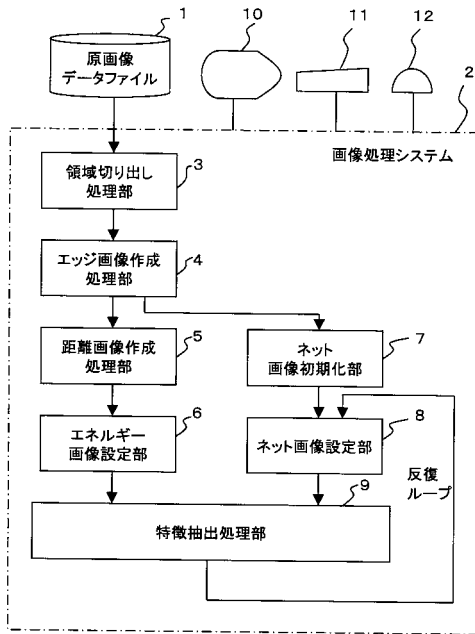 1
原画像
データファイル
10
11
12
2
画像処理システム
領域切り出し
処理部
3
エッジ画像作成
処理部
4
距離画像作成
処理部
5
ネット
画像初期化部
7
エネルギー
画像設定部
6
ネット画像設定部
8
反復
ループ
特徴抽出処理部
9